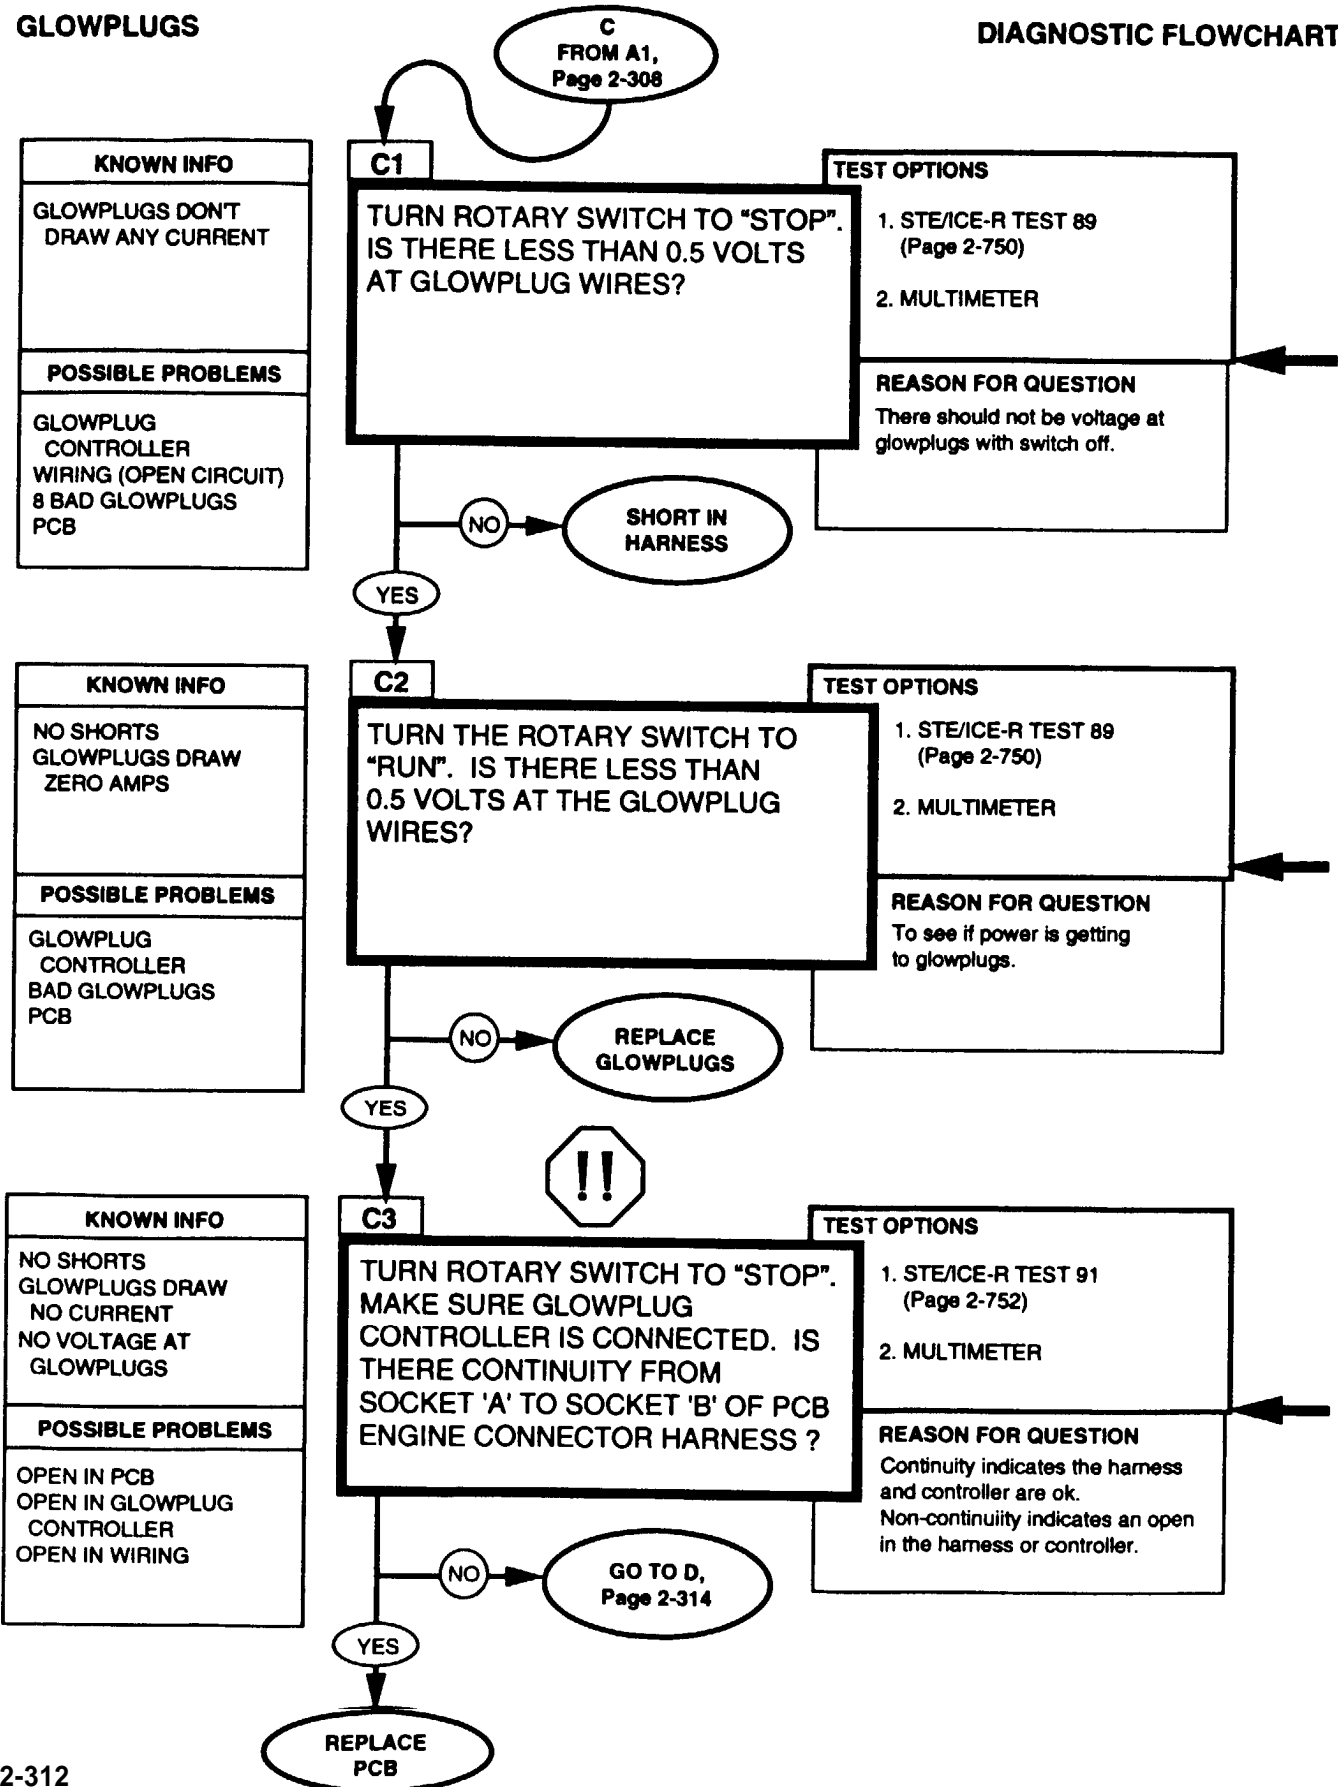 GLOWPLUGS
DIAGNOSTIC FLOWCHART
C
FROM A1,
Page 2-308
KNOWN INFO
GLOWPLUGS DON'T
DRAW ANY CURRENT
POSSIBLE PROBLEMS
GLOWPLUG
CONTROLLER
WIRING (OPEN CIRCUIT)
8 BAD GLOWPLUGS
PCB
C1
TURN ROTARY SWITCH TO "STOP".
IS THERE LESS THAN 0.5 VOLTS
AT GLOWPLUG WIRES?
TEST OPTIONS
1. STE/ICE-R TEST 89
(Page 2-750)
2. MULTIMETER
REASON FOR QUESTION
There should not be voltage at
glowplugs with switch off.
NO
SHORT IN
HARNESS
YES
KNOWN INFO
NO SHORTS
GLOWPLUGS DRAW
ZERO AMPS
POSSIBLE PROBLEMS
GLOWPLUG
CONTROLLER
BAD GLOWPLUGS
PCB
C2
TURN THE ROTARY SWITCH TO
"RUN". IS THERE LESS THAN
0.5 VOLTS AT THE GLOWPLUG
WIRES?
TEST OPTIONS
1. STE/ICE-R TEST 89
(Page 2-750)
2. MULTIMETER
REASON FOR QUESTION
To see if power is getting
to glowplugs.
NO
REPLACE
GLOWPLUGS
YES
!!
KNOWN INFO
NO SHORTS
GLOWPLUGS DRAW
NO CURRENT
NO VOLTAGE AT
GLOWPLUGS
POSSIBLE PROBLEMS
OPEN IN PCB
OPEN IN GLOWPLUG
CONTROLLER
OPEN IN WIRING
C3
TURN ROTARY SWITCH TO "STOP".
MAKE SURE GLOWPLUG
CONTROLLER IS CONNECTED. IS
THERE CONTINUITY FROM
SOCKET 'A' TO SOCKET 'B' OF PCB
ENGINE CONNECTOR HARNESS ?
TEST OPTIONS
1. STE/ICE-R TEST 91
(Page 2-752)
2. MULTIMETER
REASON FOR QUESTION
Continuity indicates the harness
and controller are ok.
Non-continuiity indicates an open
in the harness or controller.
NO
GO TO D,
Page 2-314
YES
REPLACE
PCB
2-312